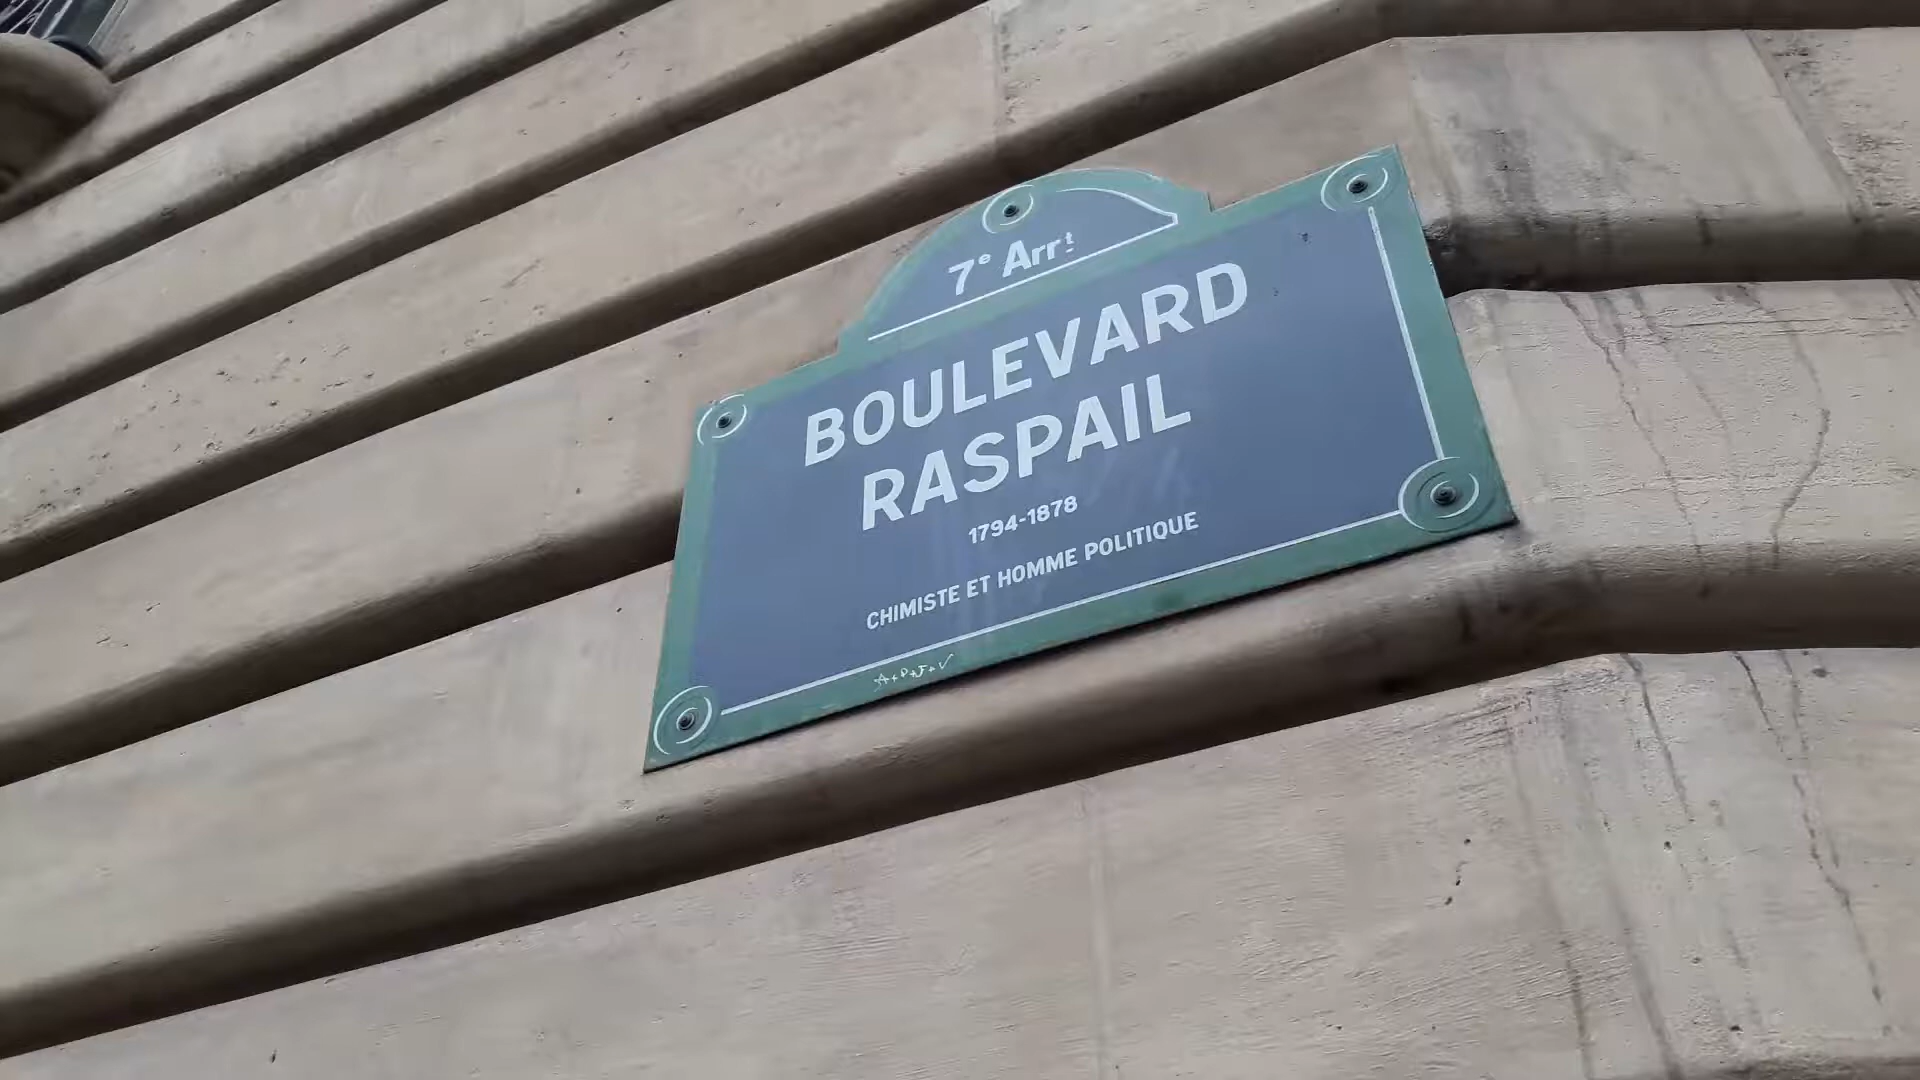 7e Arrt
BOULEVARD
RASPAIL
1794-1878
CHIMISTE ET HOMME POLITIQUE
A+P+F+V